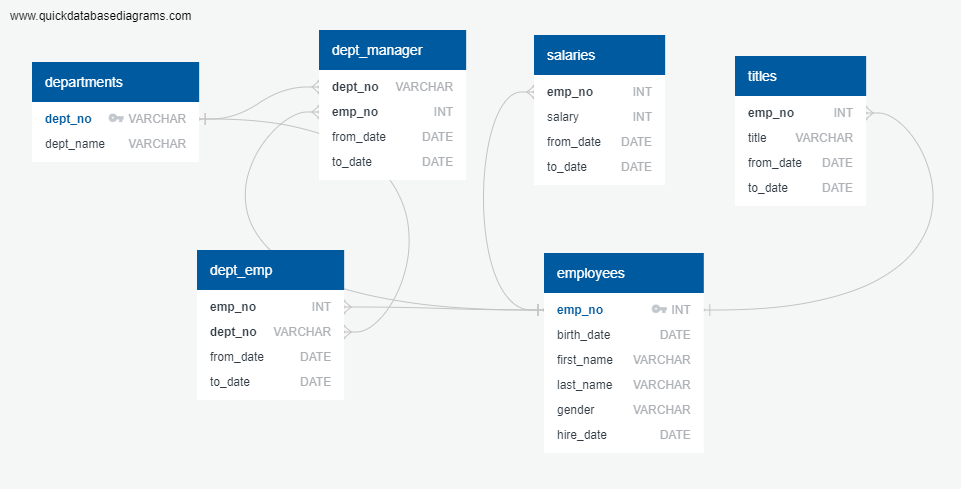 www.quickdatabasediagrams.com
departments
dept_no VARCHAR
dept_name VARCHAR
dept_manager
dept_no VARCHAR
emp_no INT
from_date DATE
to_date DATE
salaries
emp_no INT
salary INT
from_date DATE
to_date DATE
titles
emp_no INT
title VARCHAR
from_date DATE
to_date DATE
dept_emp
emp_no INT
dept_no VARCHAR
from_date DATE
to_date DATE
employees
emp_no INT
birth_date DATE
first_name VARCHAR
last_name VARCHAR
gender VARCHAR
hire_date DATE